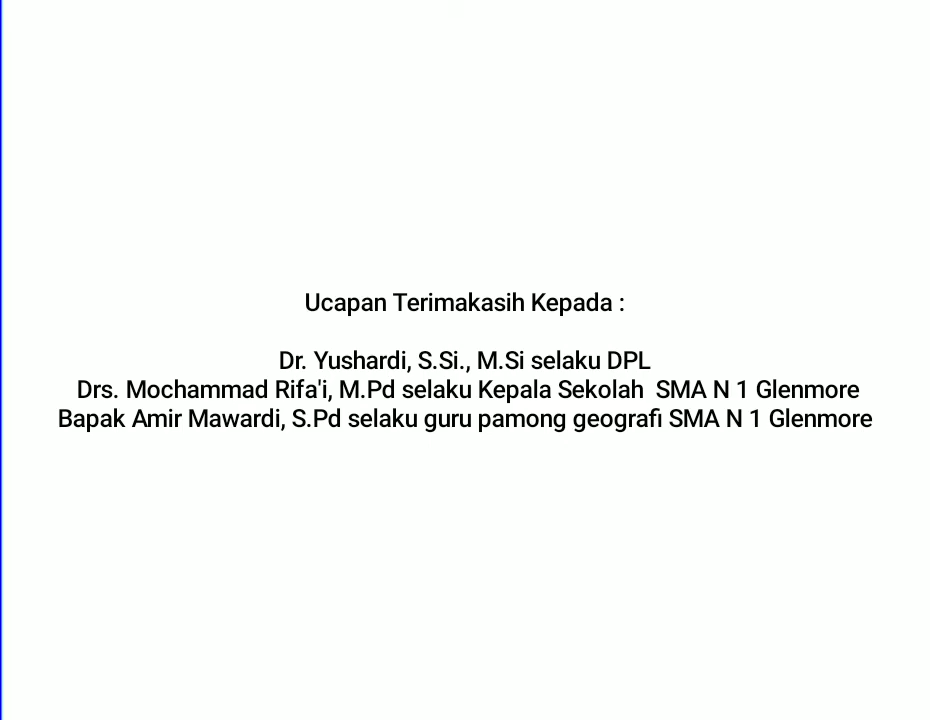 Ucapan Terimakasih Kepada :
Dr. Yushardi, S.Si., M.Si selaku DPL
Drs. Mochammad Rifa'i, M.Pd selaku Kepala Sekolah  SMA N 1 Glenmore
Bapak Amir Mawardi, S.Pd selaku guru pamong geografi SMA N 1 Glenmore